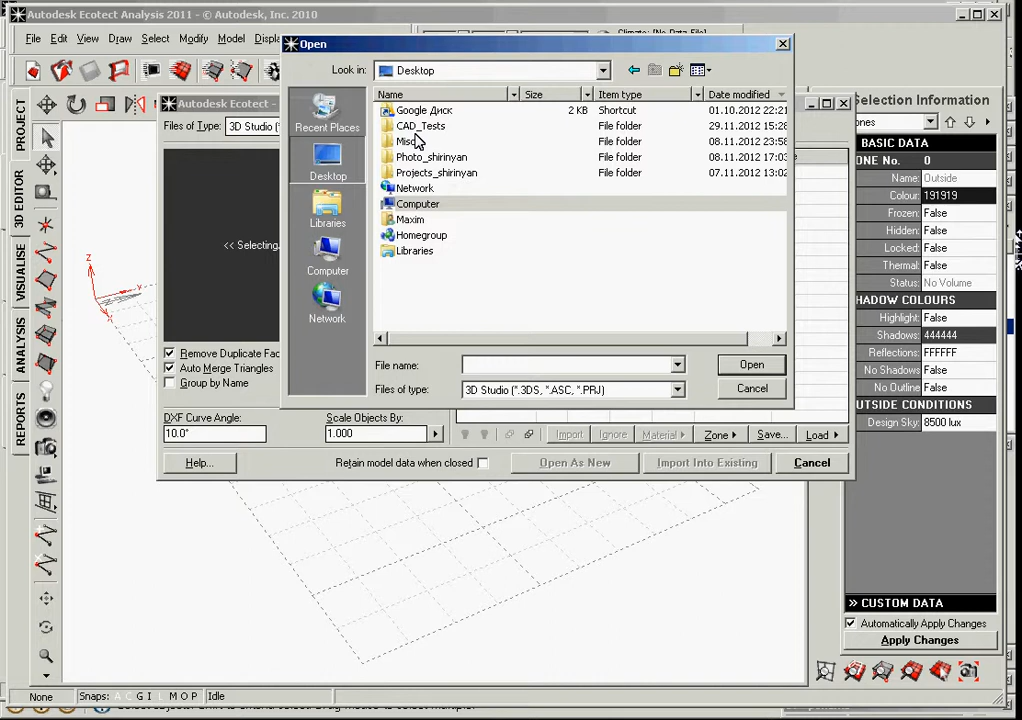 Autodesk Ecotect Analysis 2011 - © Autodesk, Inc. 2010
File Edit View Draw Select Modify Model
Open
Look in: Desktop
Name Size Item type Date modified
Google Диск 2 KB Shortcut 01.10.2012 22:21
CAD_Tests File folder 29.11.2012 15:28
Misc File folder 08.11.2012 23:58
Photo_shirinyan File folder 08.11.2012 17:03
Projects_shirinyan File folder 07.11.2012 13:02
Network
Computer
Maxim
Homegroup
Libraries
Recent Places
Desktop
Libraries
Computer
Network
File name: Open
Files of type: 3D Studio (*.3DS, *.ASC, *.PRJ) Cancel
Autodesk Ecotect -
Files of Type: 3D Studio (
<< Selecting.
Remove Duplicate Fac
Auto Merge Triangles
Group by Name
DXF Curve Angle: Scale Objects By:
10.0° 1.000
Import Ignore Material Zone Save... Load
Help... Retain model data when closed Open As New Import Into Existing Cancel
PROJECT
3D EDITOR
VISUALISE
ANALYSIS
REPORTS
Selection Information
ones
BASIC DATA
ONE No. 0
Name: Outside
Colour: 191919
Frozen: False
Hidden: False
Locked: False
Thermal: False
Status: No Volume
HADOW COLOURS
Highlight: False
Shadows: 444444
Reflections: FFFFFF
No Shadows False
No Outline False
UTSIDE CONDITIONS
Design Sky: 8500 lux
>> CUSTOM DATA
Automatically Apply Changes
Apply Changes
Z
Y
X
None Snaps: A C G I L M O P Idle